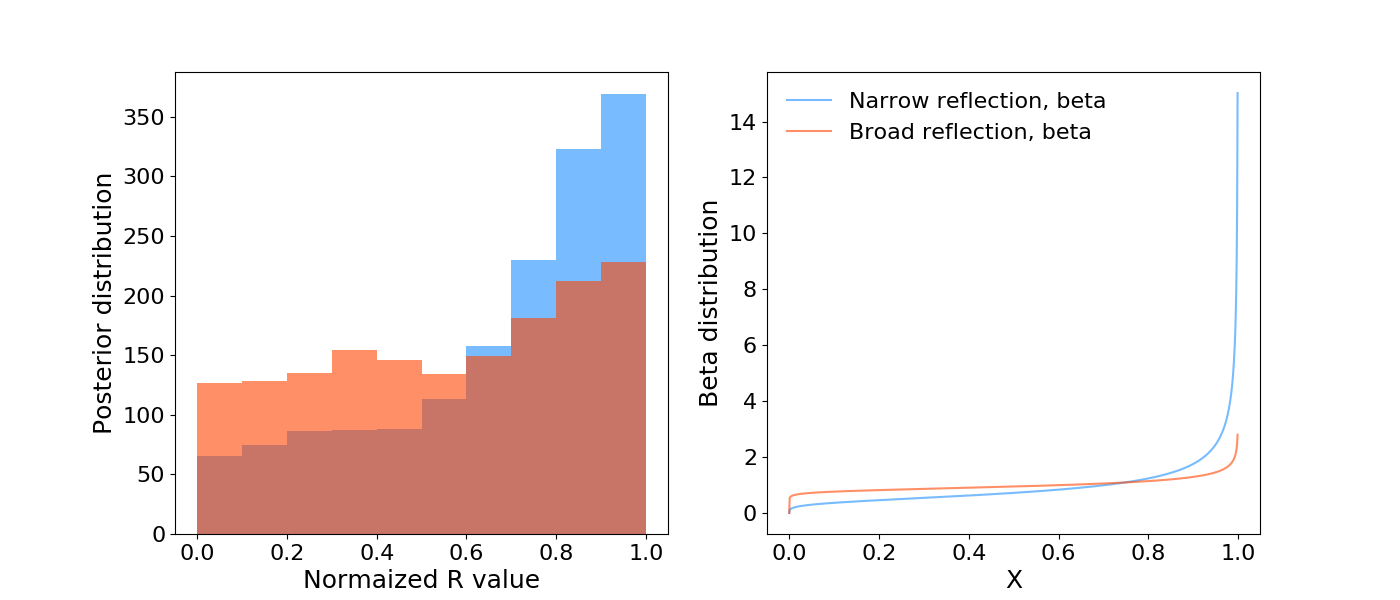 Posterior distribution
350
300
250
200
150
100
50
0
0.0 0.2 0.4 0.6 0.8 1.0
Normaized R value
Beta distribution
14
12
10
8
6
4
2
0
Narrow reflection, beta
Broad reflection, beta
0.0 0.2 0.4 0.6 0.8 1.0
X